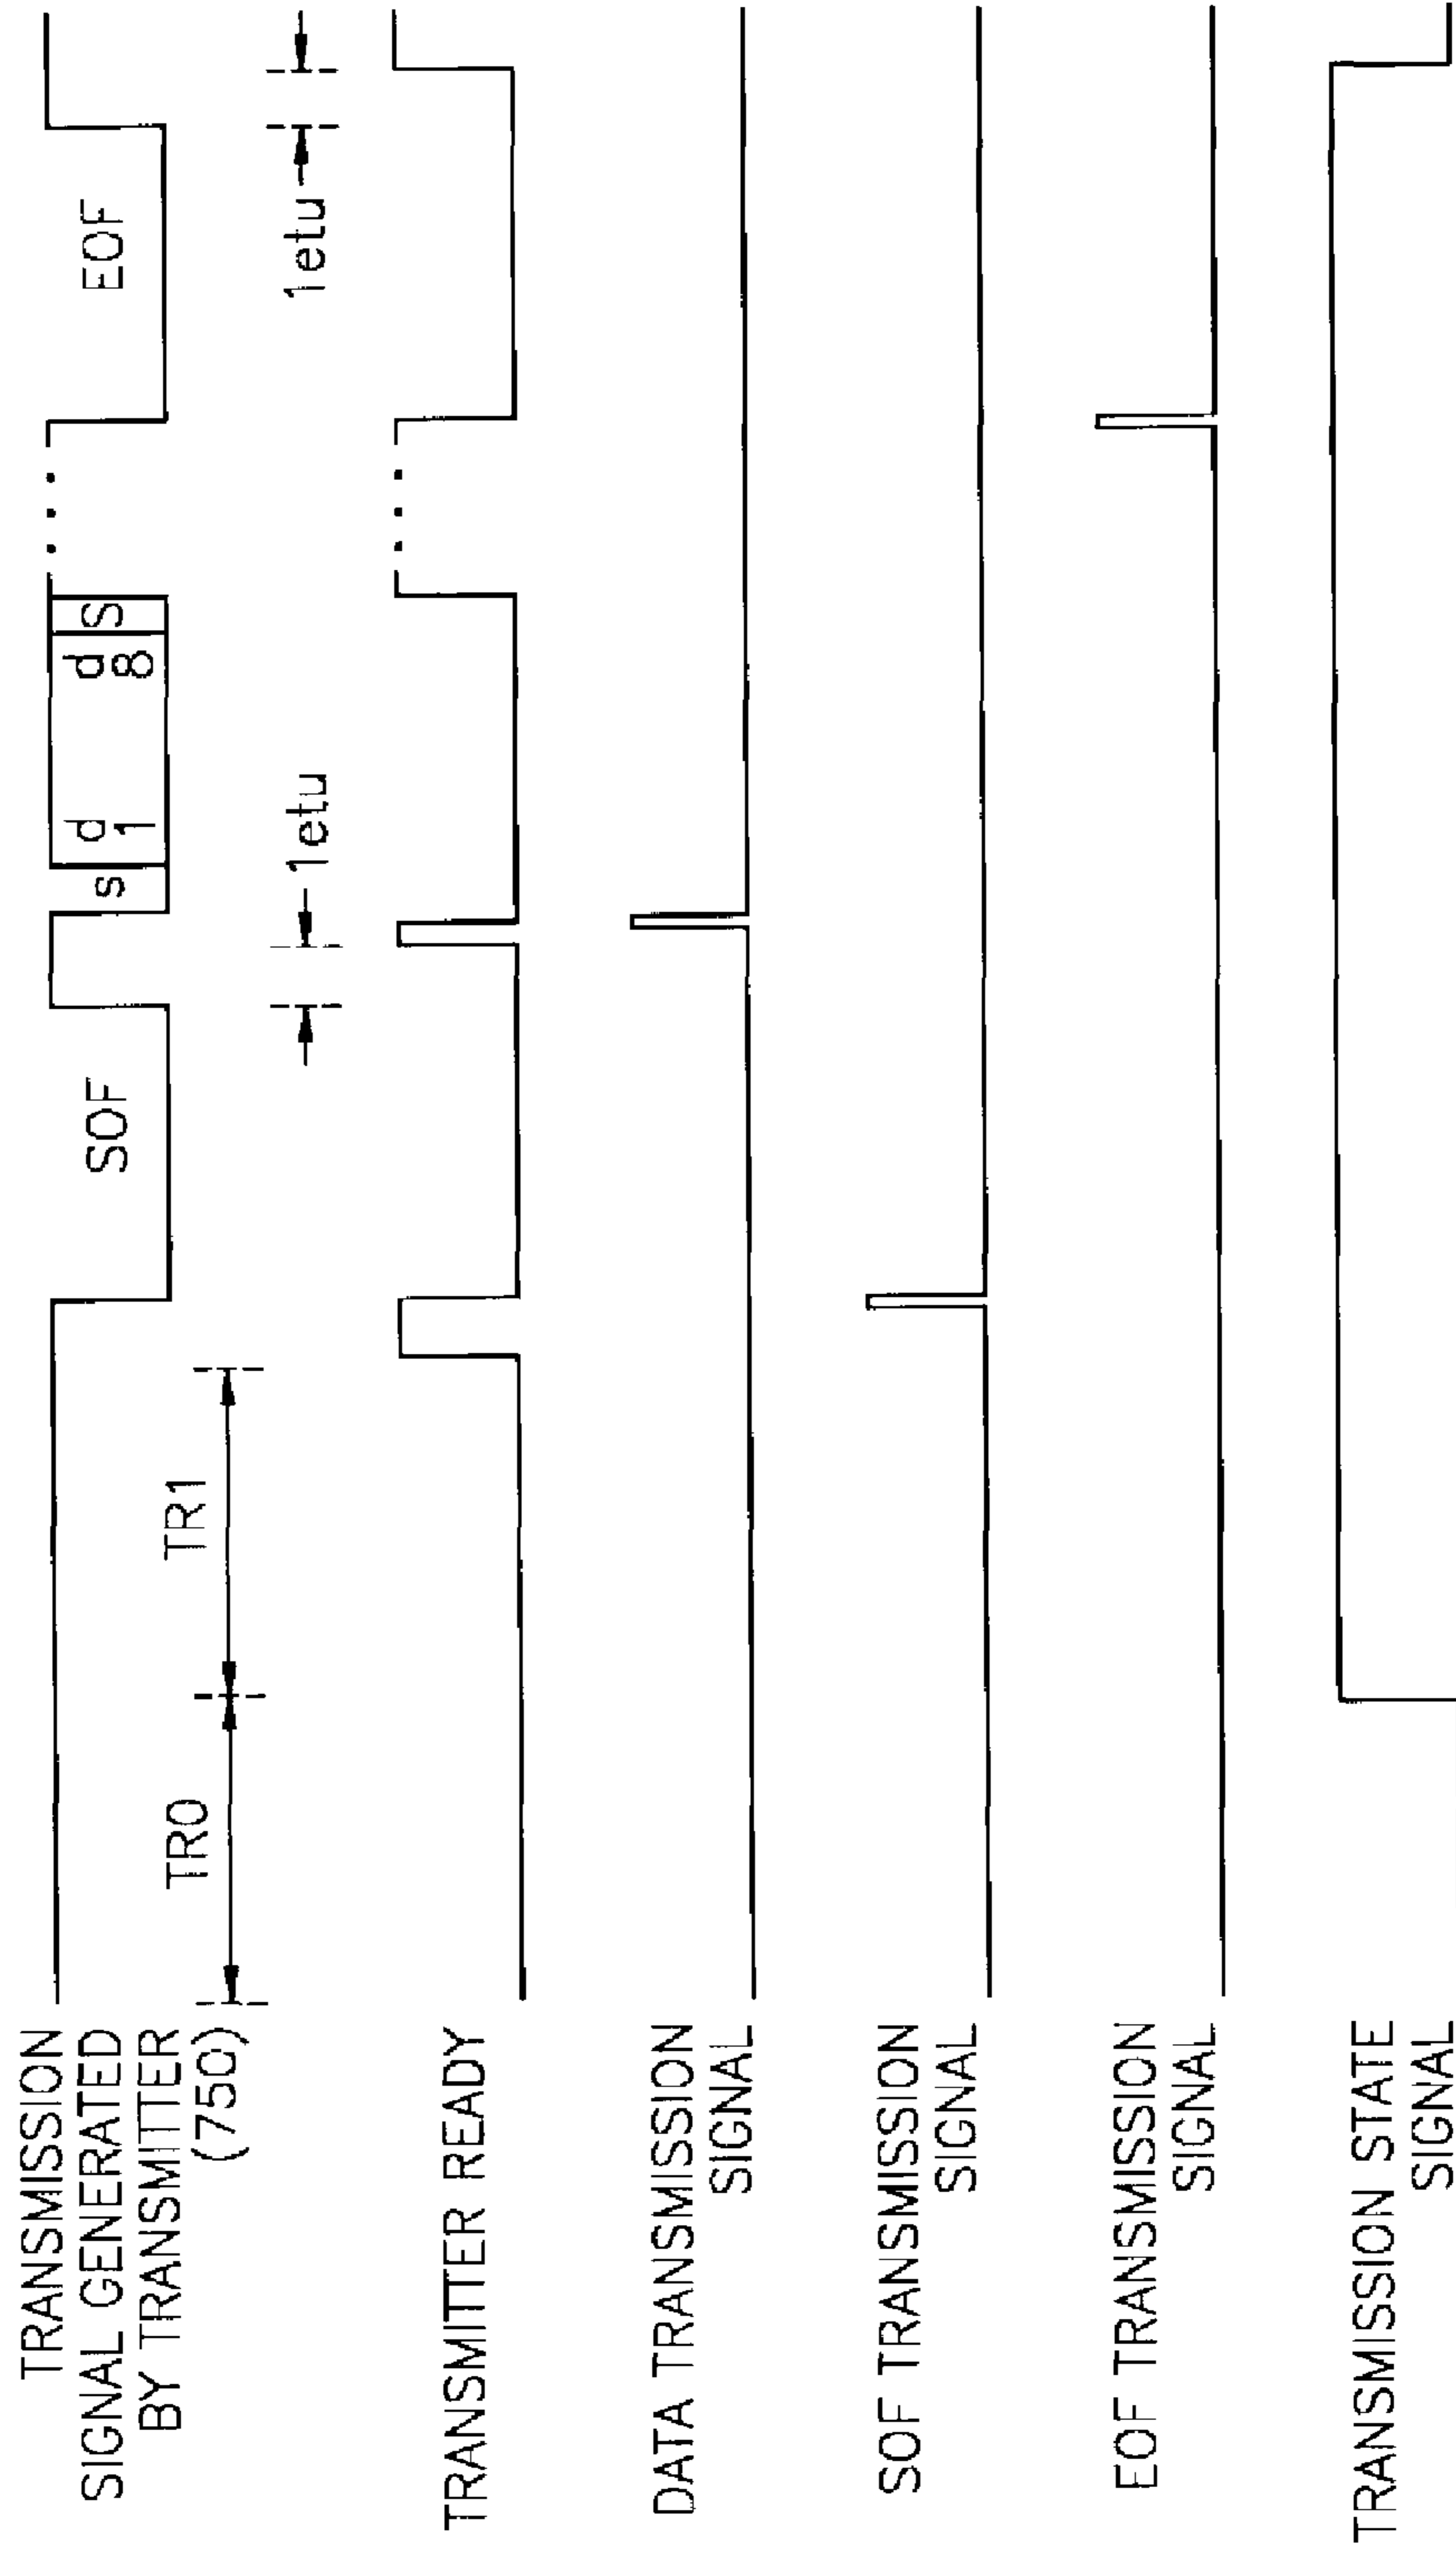 TRANSMISSION
SIGNAL GENERATED
BY TRANSMITTER
(750)
TR0
TR1
SOF
s
d
1
d
8
S
EOF
1etu
1etu
TRANSMITTER READY
DATA TRANSMISSION
SIGNAL
SOF TRANSMISSION
SIGNAL
EOF TRANSMISSION
SIGNAL
TRANSMISSION STATE
SIGNAL